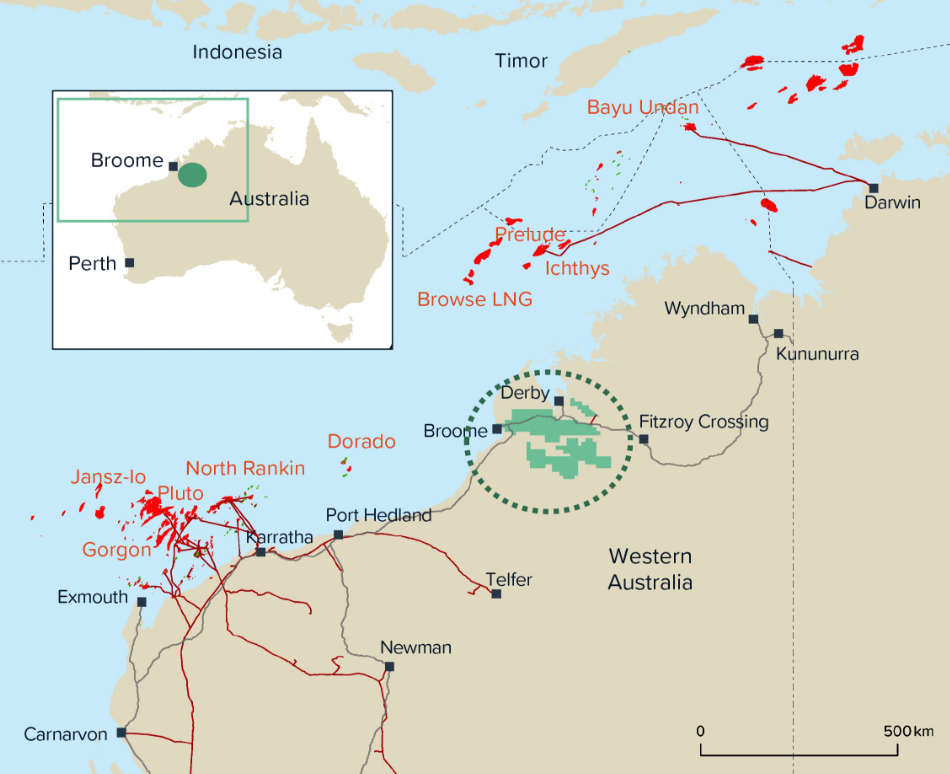 Indonesia
Timor
Bayu Undan
Broome
Australia
Perth
Darwin
Prelude
Ichthys
Browse LNG
Wyndham
Kununurra
Derby
Broome
Fitzroy Crossing
Dorado
North Rankin
Jansz-Io
Pluto
Port Hedland
Karratha
Gorgon
Western
Australia
Telfer
Exmouth
Newman
Carnarvon
0
500 km